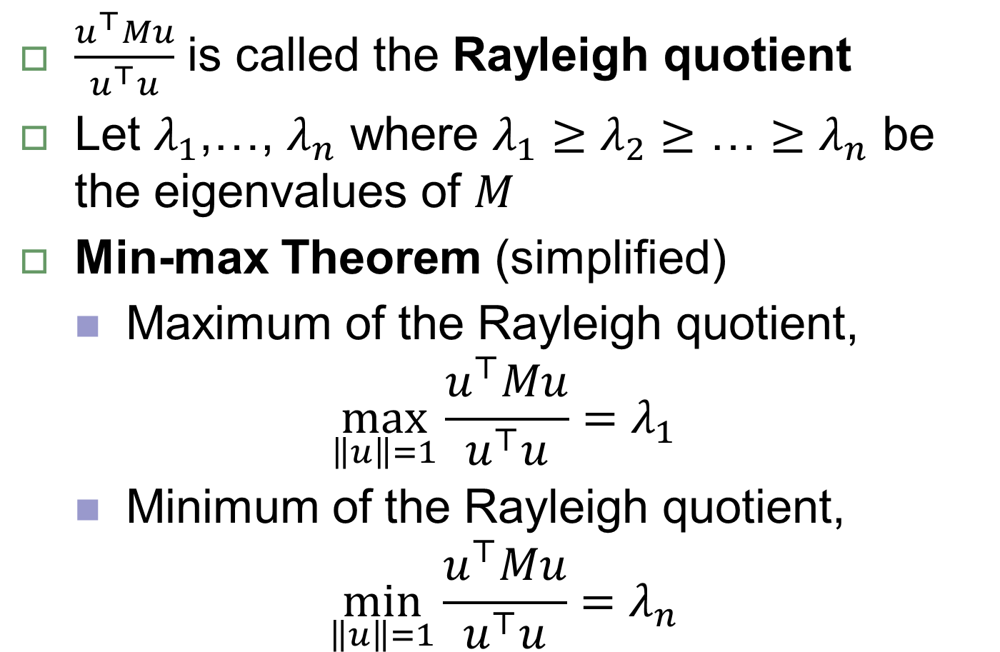 □ $\frac{u^\top M u}{u^\top u}$ is called the Rayleigh quotient
□ Let $\lambda_1$,…, $\lambda_n$ where $\lambda_1 \geq \lambda_2 \geq \ldots \geq \lambda_n$ be
the eigenvalues of $M$
□ Min-max Theorem (simplified)
■ Maximum of the Rayleigh quotient,
$\max_{\|u\|=1} \frac{u^\top M u}{u^\top u} = \lambda_1$
■ Minimum of the Rayleigh quotient,
$\min_{\|u\|=1} \frac{u^\top M u}{u^\top u} = \lambda_n$